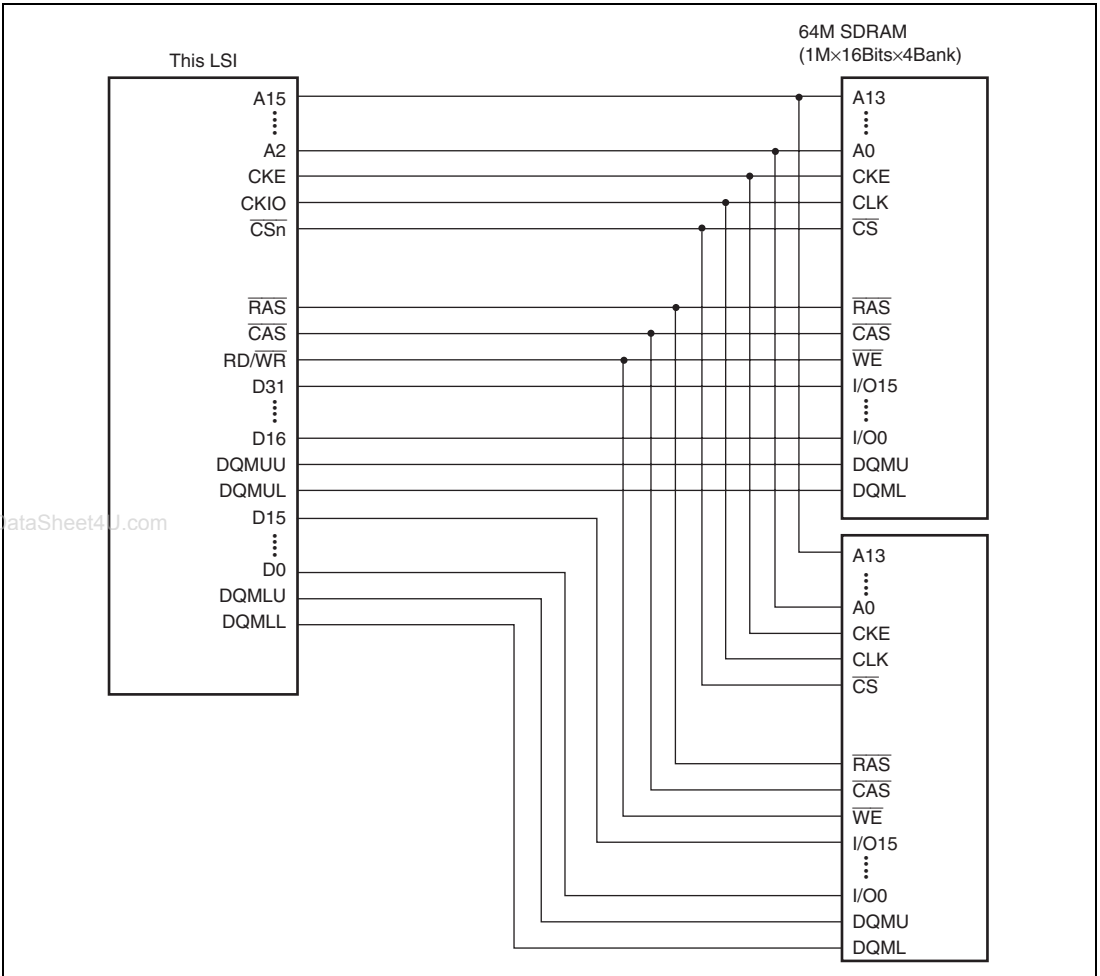 64M SDRAM
(1M×16Bits×4Bank)
This LSI
A15
A2
CKE
CKIO
CSn
RAS
CAS
RD/WR
D31
D16
DQMUU
DQMUL
D15
D0
DQMLU
DQMLL
A13
A0
CKE
CLK
CS
RAS
CAS
WE
I/O15
I/O0
DQMU
DQML
A13
A0
CKE
CLK
CS
RAS
CAS
WE
I/O15
I/O0
DQMU
DQML
DataSheet4U.com